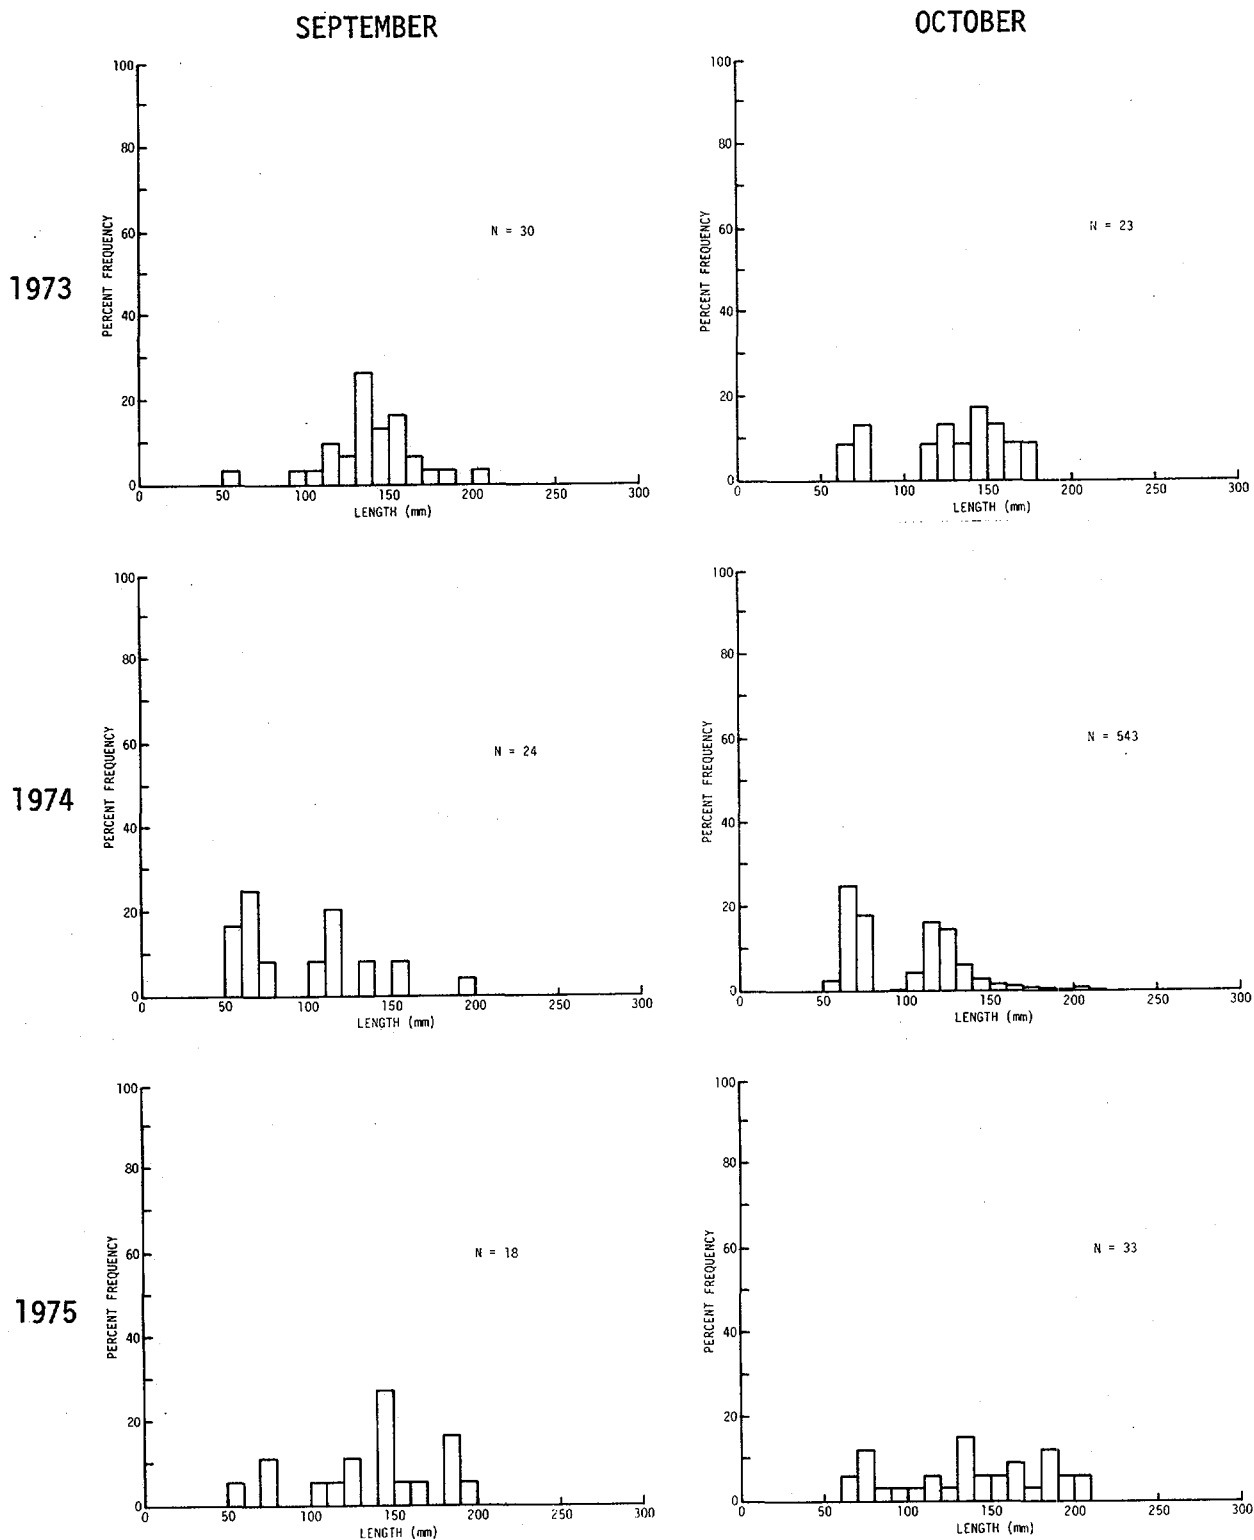 SEPTEMBER
OCTOBER
1973
PERCENT FREQUENCY
100
80
60
40
20
0
N = 30
0 50 100 150 200 250 300
LENGTH (mm)
PERCENT FREQUENCY
100
80
60
40
20
0
N = 23
0 50 100 150 200 250 300
LENGTH (mm)
1974
PERCENT FREQUENCY
100
80
60
40
20
0
N = 24
0 50 100 150 200 250 300
LENGTH (mm)
PERCENT FREQUENCY
100
80
60
40
20
0
N = 543
0 50 100 150 200 250 300
LENGTH (mm)
1975
PERCENT FREQUENCY
100
80
60
40
20
0
N = 18
0 50 100 150 200 250 300
LENGTH (mm)
PERCENT FREQUENCY
100
80
60
40
20
0
N = 33
0 50 100 150 200 250 300
LENGTH (mm)